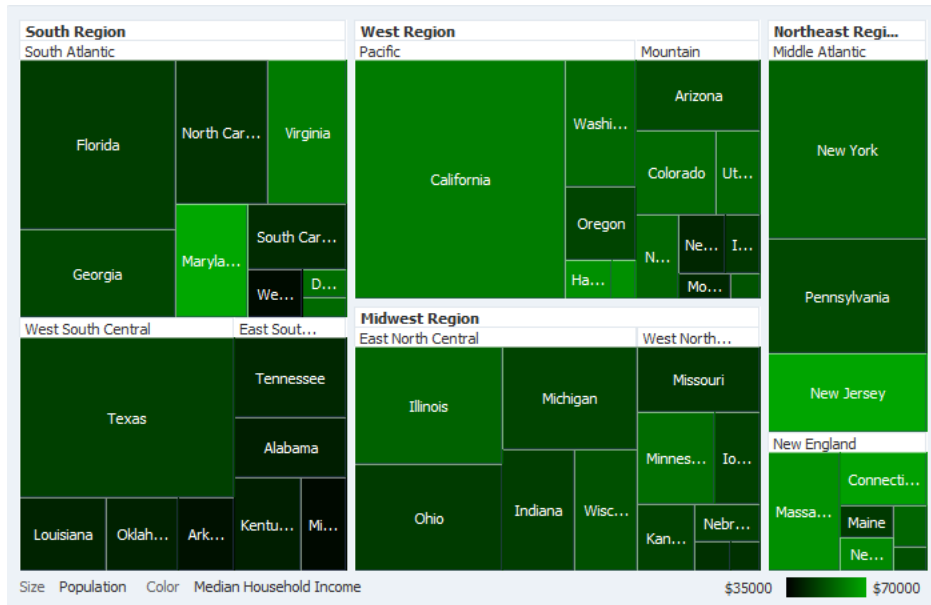 South Region
South Atlantic
Florida
North Car...
Virginia
Georgia
Maryla...
South Car...
We...
D...
West South Central
East Sout...
Texas
Tennessee
Alabama
Louisiana
Oklah...
Ark...
Kentu...
Mi...
West Region
Pacific
Mountain
California
Washi...
Oregon
Ha...
Arizona
Colorado
Ut...
N...
Ne...
I...
Mo...
Midwest Region
East North Central
West North...
Illinois
Michigan
Ohio
Indiana
Wisc...
Missouri
Minnes...
Io...
Kan...
Nebr...
Northeast Regi...
Middle Atlantic
New York
Pennsylvania
New Jersey
New England
Massa...
Connecti...
Maine
Ne...
Size Population Color Median Household Income $35000 $70000